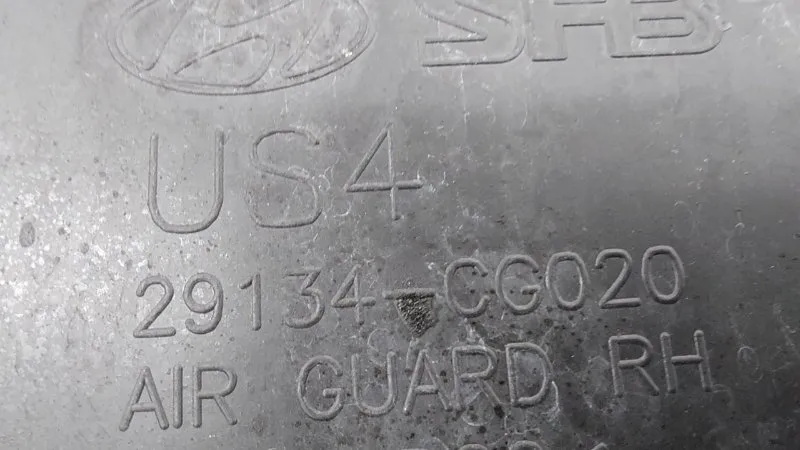 SHB
US4
29134-CG020
AIR GUARD RH